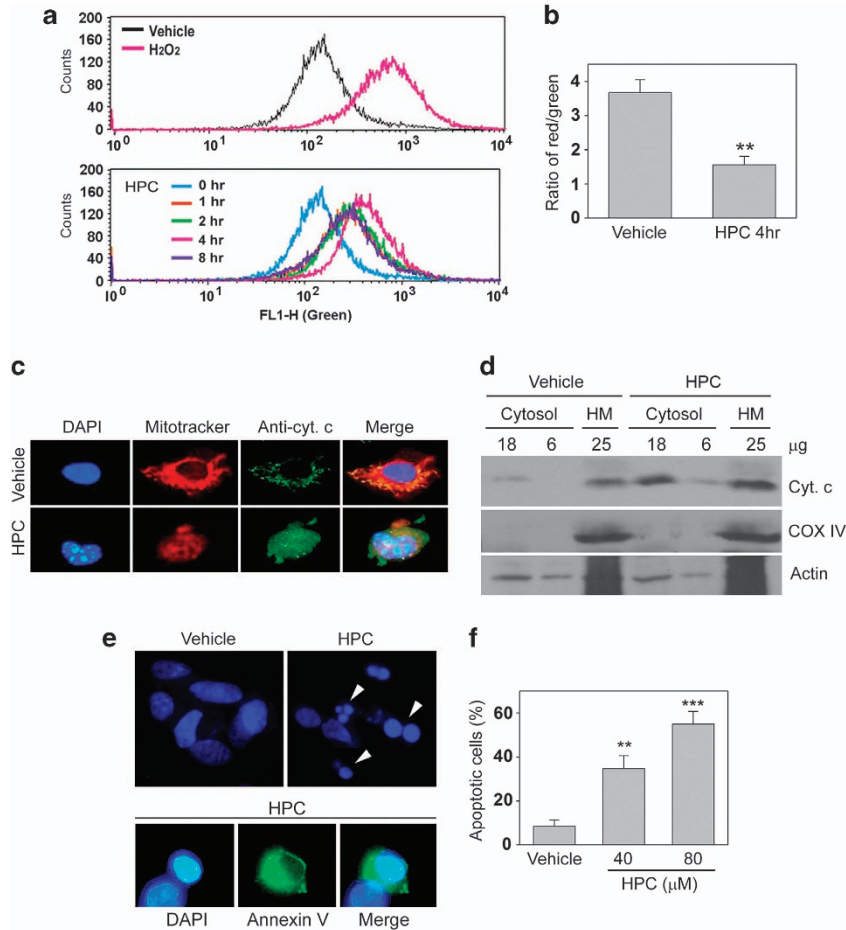 a
200
160
120
80
40
0
Counts
Vehicle
H2O2
10^0 10^1 10^2 10^3 10^4
200
160
120
80
40
0
Counts
HPC
0 hr
1 hr
2 hr
4 hr
8 hr
10^0 10^1 10^2 10^3 10^4
FL1-H (Green)
b
Ratio of red/green
4
3
2
1
0
**
Vehicle HPC 4hr
c
DAPI Mitotracker Anti-cyt. c Merge
Vehicle
HPC
d
Vehicle HPC
Cytosol HM Cytosol HM
18 6 25 18 6 25 μg
Cyt. c
COX IV
Actin
e
Vehicle HPC
HPC
DAPI Annexin V Merge
f
Apoptotic cells (%)
60
40
20
0
**
***
Vehicle 40 80
HPC (μM)